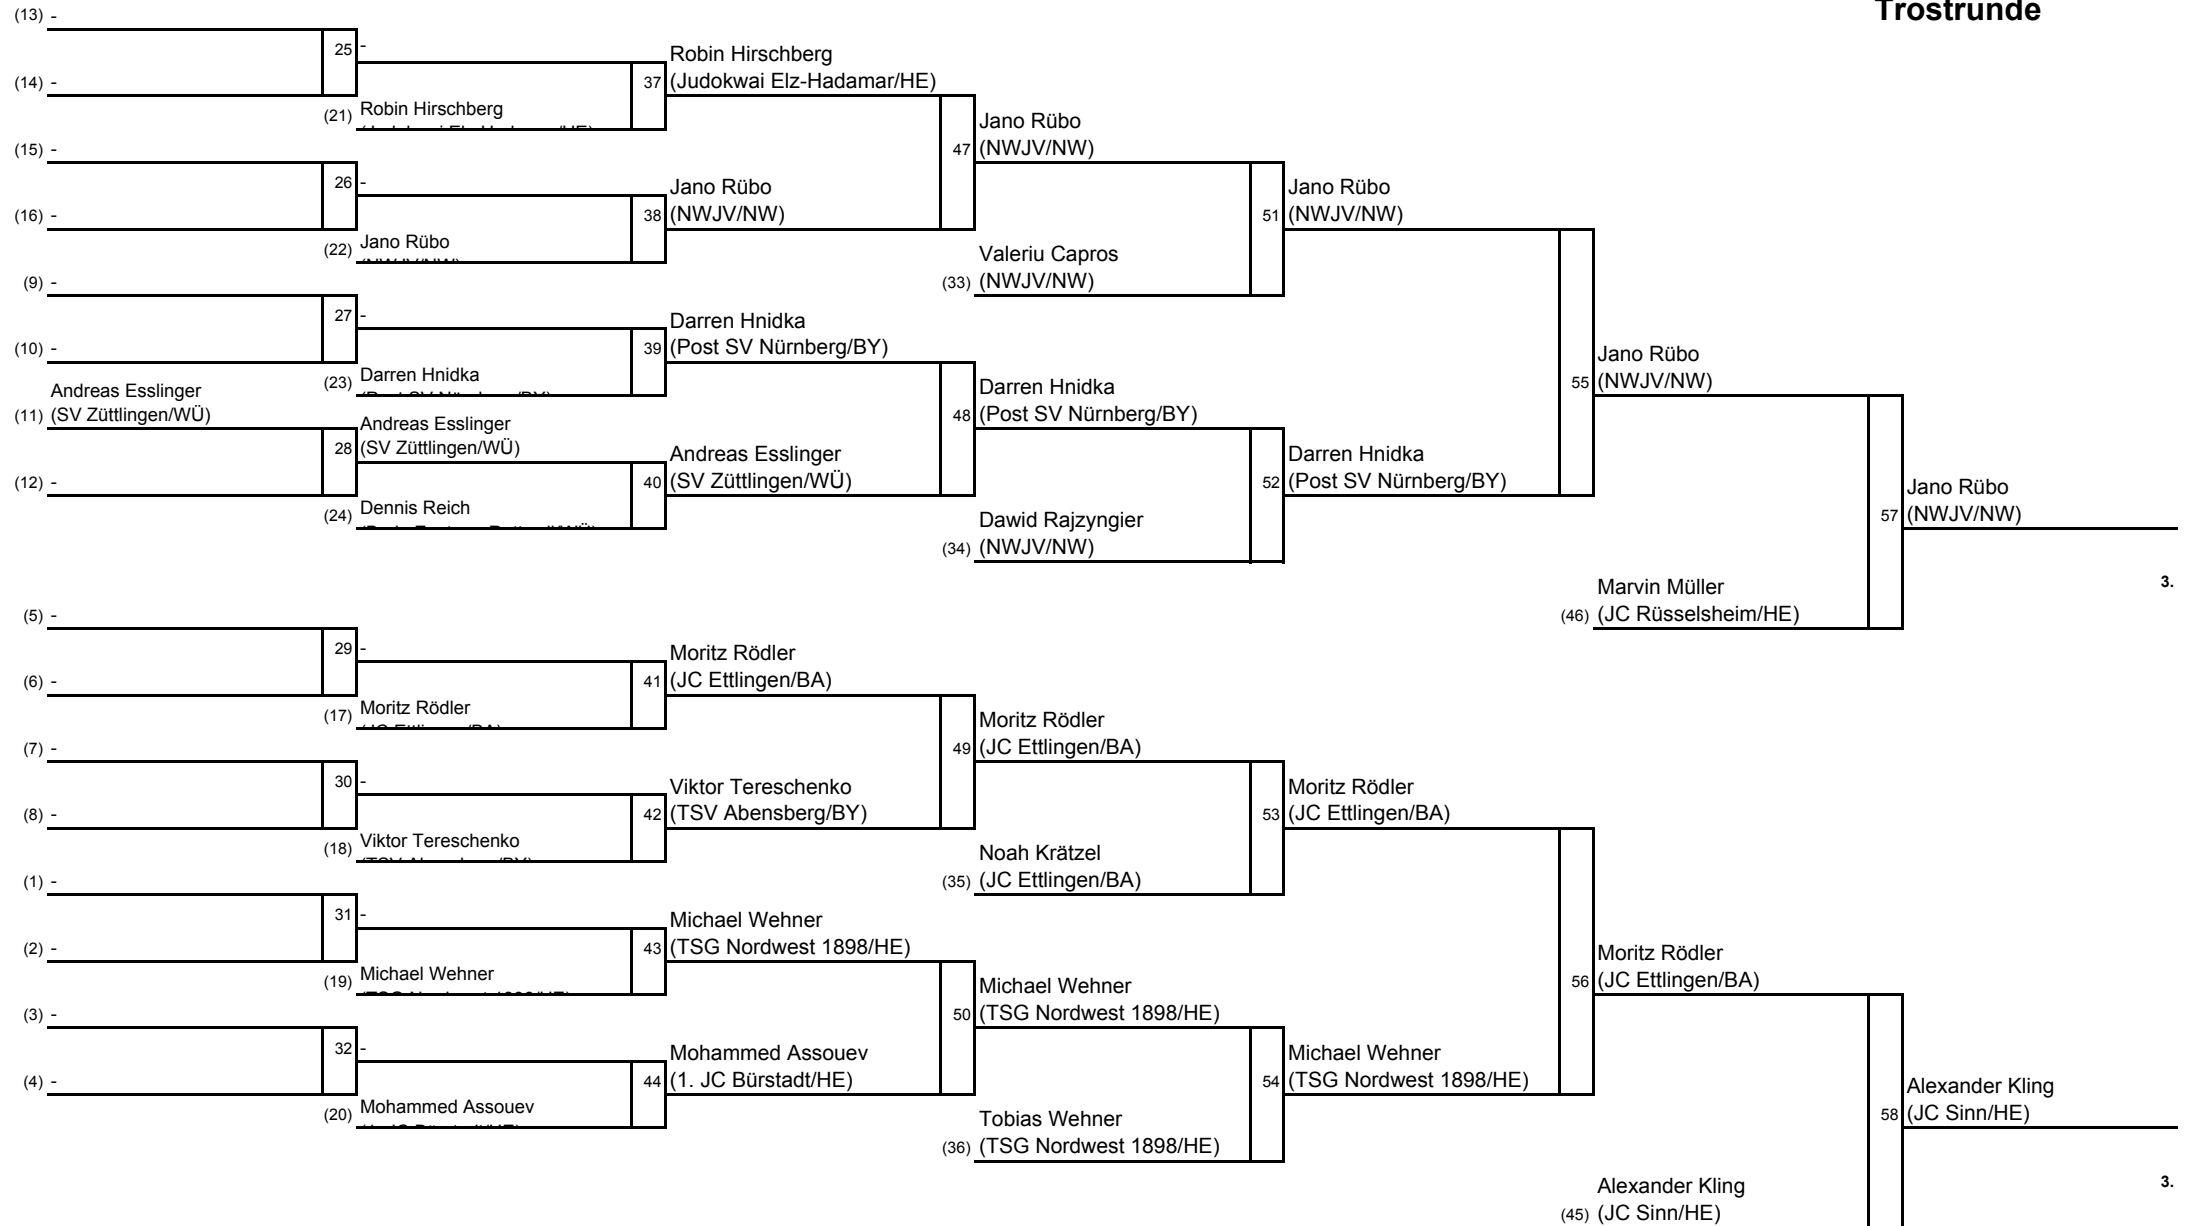 Trostrunde
(13) -
25 -
(14) -
(21) Robin Hirschberg
37 Robin Hirschberg
(Judokwai Elz-Hadamar/HE)
(15) -
26 -
(16) -
(22) Jano Rübo
(NWJV/NW)
38 Jano Rübo
(NWJV/NW)
47 Jano Rübo
(NWJV/NW)
(33) Valeriu Capros
(NWJV/NW)
51 Jano Rübo
(NWJV/NW)
(9) -
27 -
(10) -
(23) Darren Hnidka
39 Darren Hnidka
(Post SV Nürnberg/BY)
(11) Andreas Esslinger
(SV Züttlingen/WÜ)
28 Andreas Esslinger
(SV Züttlingen/WÜ)
(12) -
(24) Dennis Reich
40 Andreas Esslinger
(SV Züttlingen/WÜ)
48 Darren Hnidka
(Post SV Nürnberg/BY)
(34) Dawid Rajzyngier
(NWJV/NW)
52 Darren Hnidka
(Post SV Nürnberg/BY)
55 Jano Rübo
(NWJV/NW)
(46) Marvin Müller
(JC Rüsselsheim/HE)
57 Jano Rübo
(NWJV/NW)
3.
(5) -
29 -
(6) -
(17) Moritz Rödler
41 Moritz Rödler
(JC Ettlingen/BA)
(7) -
30 -
(8) -
(18) Viktor Tereschenko
42 Viktor Tereschenko
(TSV Abensberg/BY)
49 Moritz Rödler
(JC Ettlingen/BA)
(35) Noah Krätzel
(JC Ettlingen/BA)
53 Moritz Rödler
(JC Ettlingen/BA)
(1) -
31 -
(2) -
(19) Michael Wehner
43 Michael Wehner
(TSG Nordwest 1898/HE)
(3) -
32 -
(4) -
(20) Mohammed Assouev
44 Mohammed Assouev
(1. JC Bürstadt/HE)
50 Michael Wehner
(TSG Nordwest 1898/HE)
(36) Tobias Wehner
(TSG Nordwest 1898/HE)
54 Michael Wehner
(TSG Nordwest 1898/HE)
56 Moritz Rödler
(JC Ettlingen/BA)
(45) Alexander Kling
(JC Sinn/HE)
58 Alexander Kling
(JC Sinn/HE)
3.